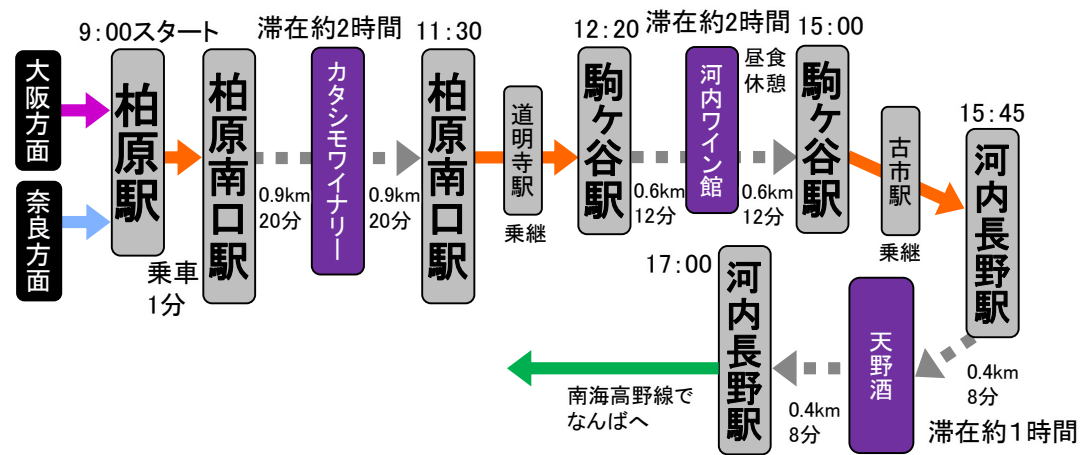 9:00スタート
大阪方面
奈良方面
柏原駅
乗車
1分
柏原南口駅
0.9km
20分
滞在約2時間
カタシモワイナリー
0.9km
20分
11:30
柏原南口駅
道明寺駅
乗継
12:20
駒ヶ谷駅
0.6km
12分
滞在約2時間
河内ワイン館
昼食
休憩
0.6km
12分
15:00
駒ヶ谷駅
古市駅
乗継
15:45
河内長野駅
0.4km
8分
天野酒
滞在約1時間
0.4km
8分
17:00
河内長野駅
南海高野線で
なんばへ